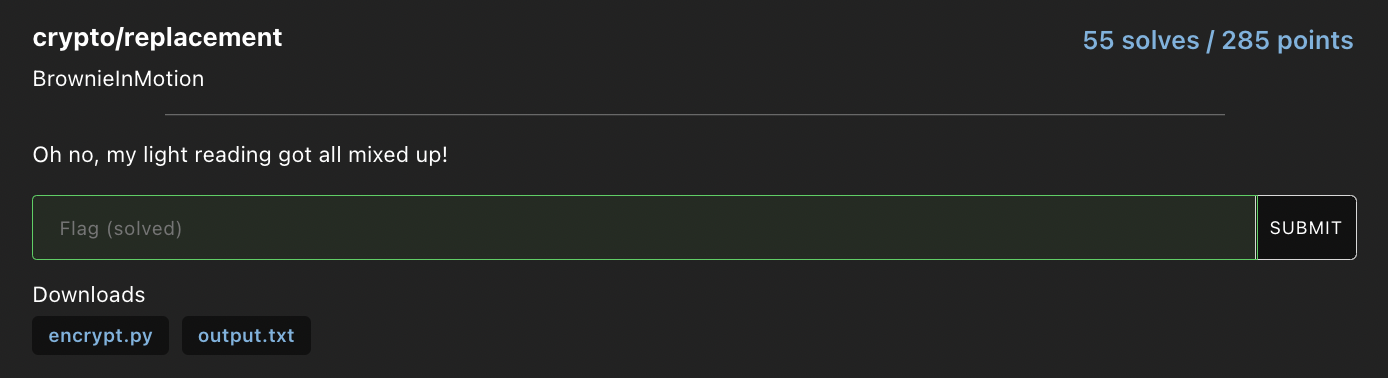 crypto/replacement
55 solves / 285 points
BrownieInMotion
Oh no, my light reading got all mixed up!
Flag (solved)
SUBMIT
Downloads
encrypt.py
output.txt